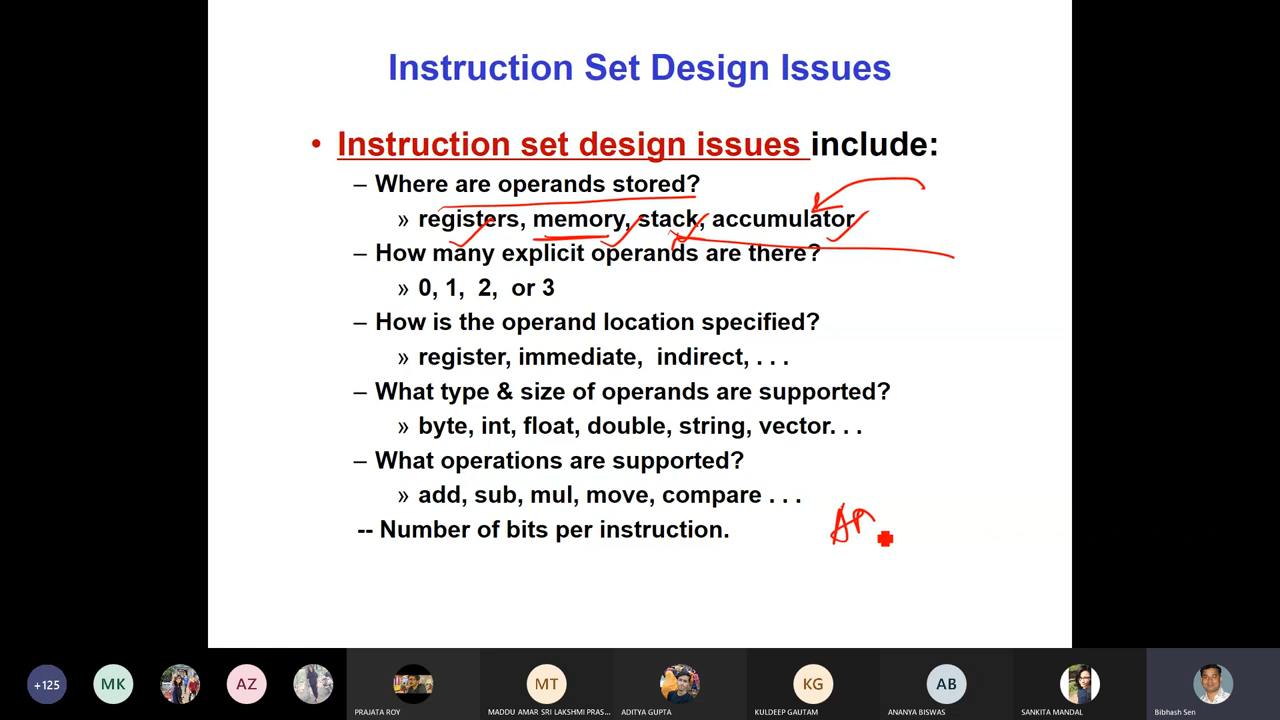 Instruction Set Design Issues
• Instruction set design issues include:
– Where are operands stored?
» registers, memory, stack, accumulator
– How many explicit operands are there?
» 0, 1, 2, or 3
– How is the operand location specified?
» register, immediate, indirect, . . .
– What type & size of operands are supported?
» byte, int, float, double, string, vector. . .
– What operations are supported?
» add, sub, mul, move, compare . . .
-- Number of bits per instruction.
+125 MK AZ MT KG AB
PRAJATA ROY MADDU AMAR SRI LAKSHMI PRAS... ADITYA GUPTA KULDEEP GAUTAM ANANYA BISWAS SANKITA MANDAL Bibhash Sen